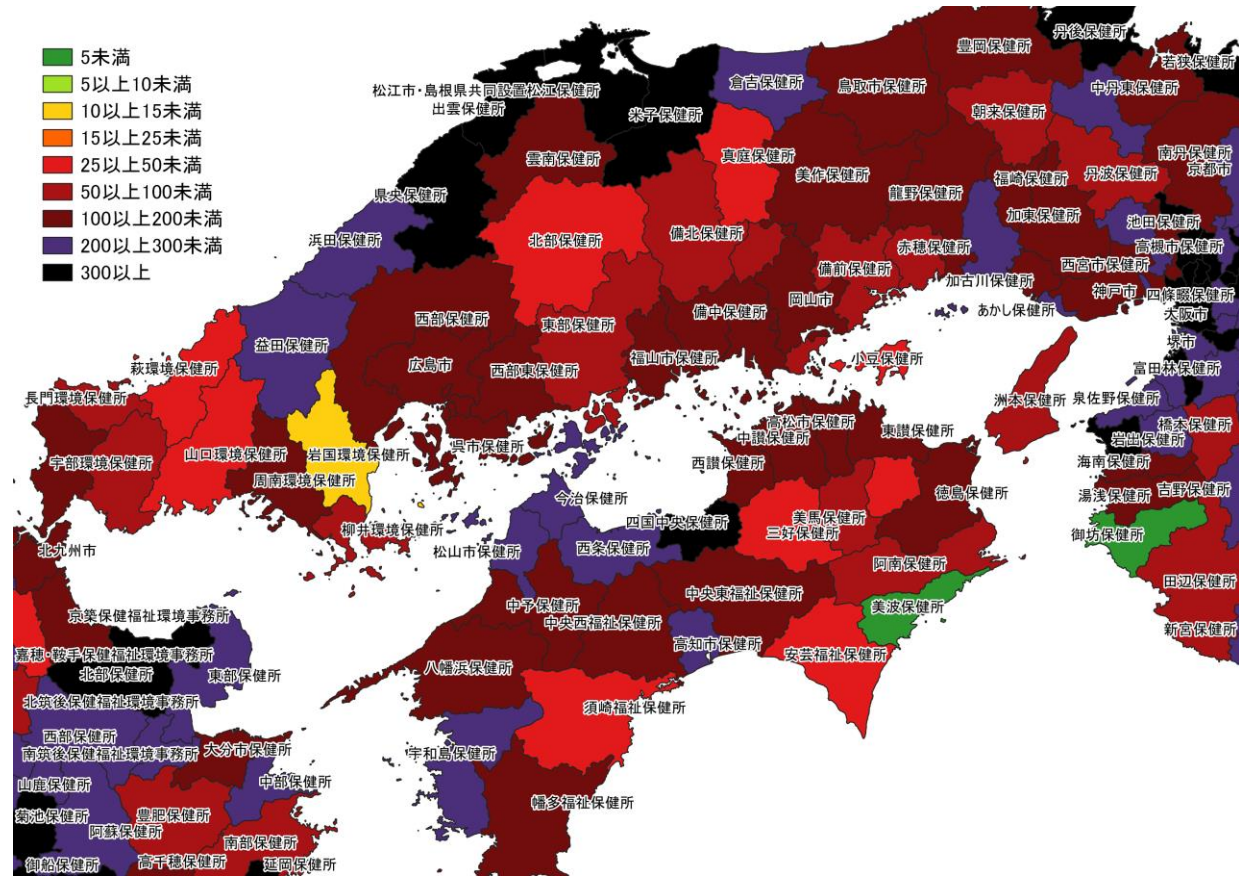 5未満
5以上10未満
10以上15未満
15以上25未満
25以上50未満
50以上100未満
100以上200未満
200以上300未満
300以上
丹後保健所
豊岡保健所
若狭保健所
倉吉保健所
鳥取市保健所
中丹東保健所
松江市・島根県共同設置松江保健所
出雲保健所
米子保健所
朝来保健所
雲南保健所
真庭保健所
南丹保健所
京都市
美作保健所
福崎保健所
丹波保健所
県央保健所
龍野保健所
加東保健所
池田保健所
浜田保健所
北部保健所
備北保健所
赤穂保健所
高槻市保健所
西宮市保健所
備前保健所
加古川保健所
神戸市
四條畷保健所
岡山市
あかし保健所
大阪市
西部保健所
東部保健所
備中保健所
堺市
益田保健所
広島市
西部東保健所
福山市保健所
小豆保健所
富田林保健所
萩環境保健所
長門環境保健所
洲本保健所
泉佐野保健所
高松市保健所
橋本保健所
宇部環境保健所
山口環境保健所
岩国環境保健所
呉市保健所
中讃保健所
東讃保健所
岩出保健所
西讃保健所
海南保健所
周南環境保健所
今治保健所
徳島保健所
湯浅保健所
吉野保健所
美馬保健所
四国中央保健所
三好保健所
柳井環境保健所
御坊保健所
北九州市
松山市保健所
西条保健所
阿南保健所
田辺保健所
中予保健所
中央東福祉保健所
美波保健所
京築保健福祉環境事務所
中央西福祉保健所
新宮保健所
高知市保健所
安芸福祉保健所
嘉穂・鞍手保健福祉環境事務所
北部保健所
東部保健所
八幡浜保健所
北筑後保健福祉環境事務所
須崎福祉保健所
西部保健所
南筑後保健福祉環境事務所
大分市保健所
宇和島保健所
山鹿保健所
中部保健所
幡多福祉保健所
菊池保健所
豊肥保健所
阿蘇保健所
南部保健所
御船保健所
高千穂保健所
延岡保健所